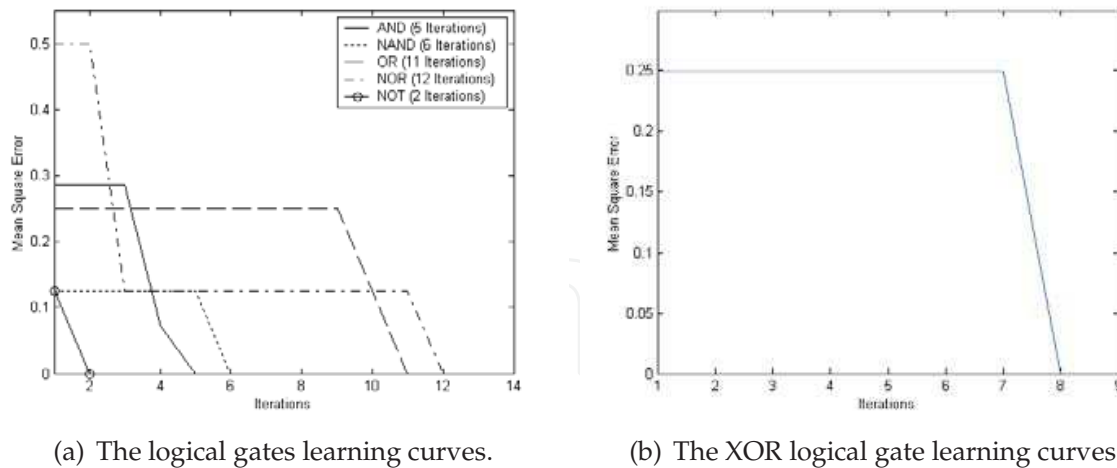 AND (5 Iterations)
NAND (6 Iterations)
OR (11 Iterations)
NOR (12 Iterations)
NOT (2 Iterations)
0.5
0.4
0.3
0.2
0.1
0
Mean Square Error
2 4 6 8 10 12 14
Iterations
(a) The logical gates learning curves.
0.25
0.2
0.15
0.1
0.05
0
Mean Square Error
1 2 3 4 5 6 7 8 9
Iterations
(b) The XOR logical gate learning curves